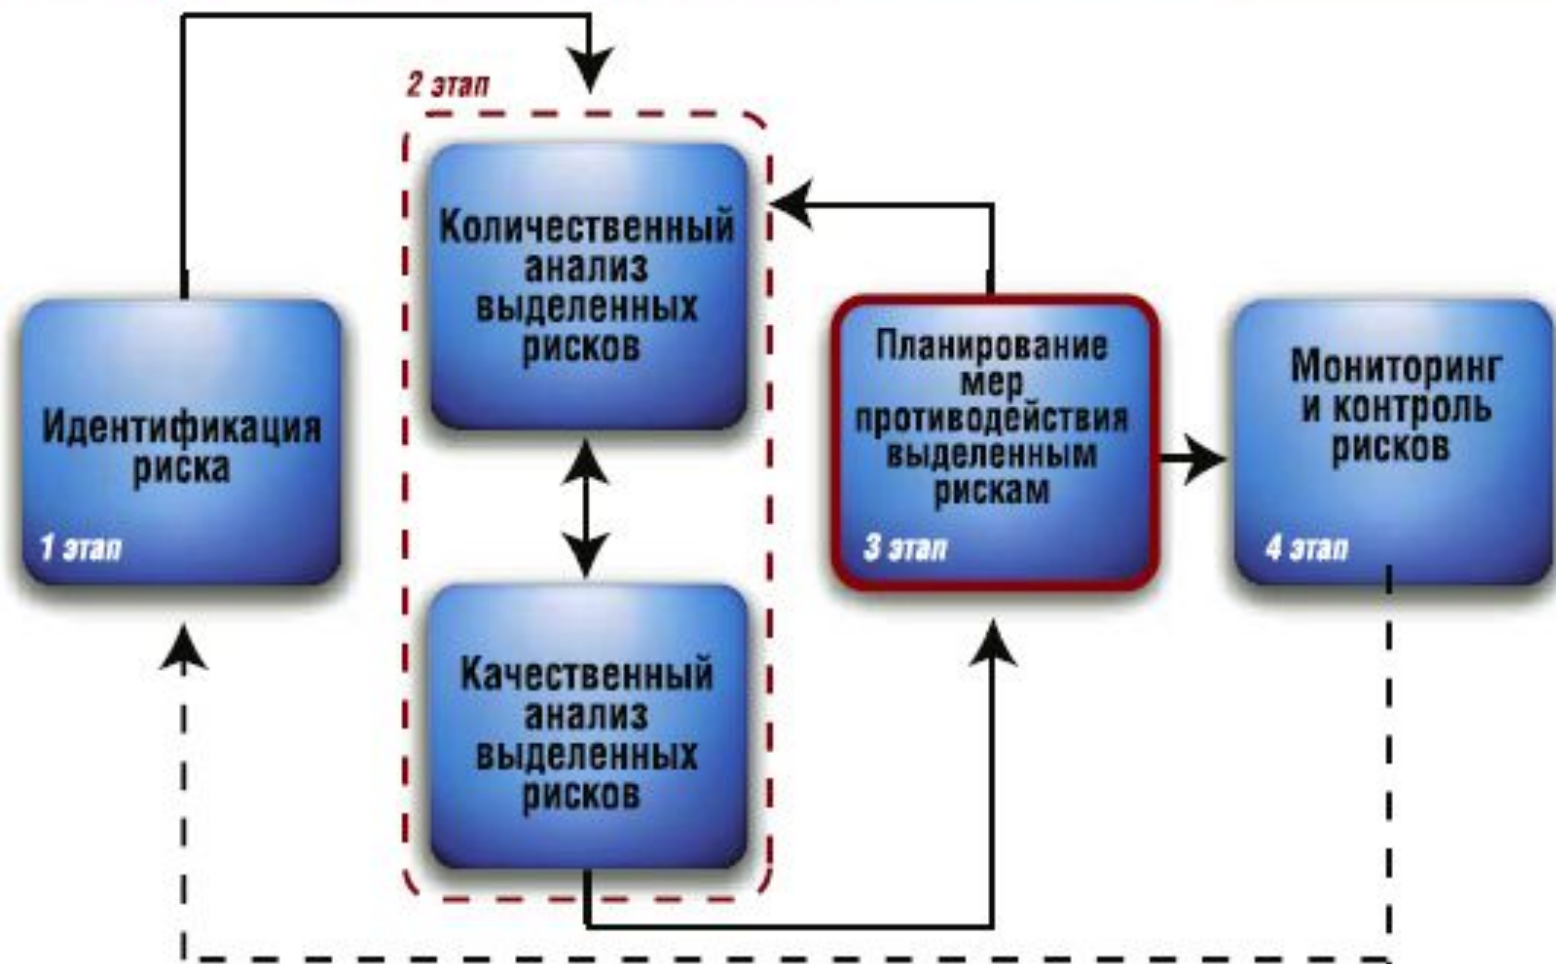 2 этап
Количественный
анализ
выделенных
рисков
Идентификация
риска
1 этап
Качественный
анализ
выделенных
рисков
Планирование
мер
противодействия
выделенным
рискам
3 этап
Мониторинг
и контроль
рисков
4 этап